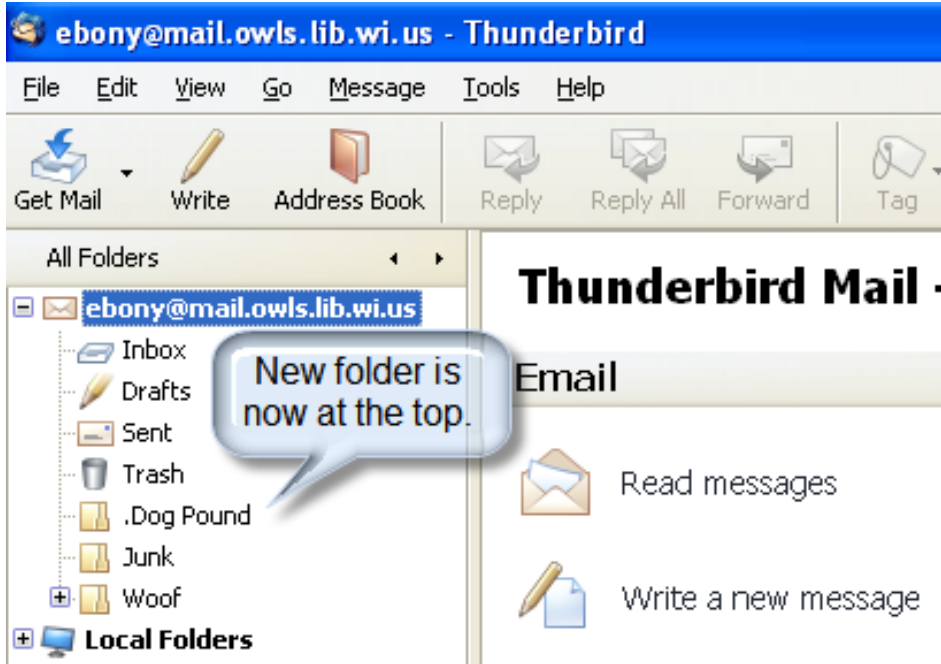 ebony@mail.owls.lib.wi.us - Thunderbird
File Edit View Go Message Tools Help
Get Mail Write Address Book Reply Reply All Forward Tag
All Folders
ebony@mail.owls.lib.wi.us
Inbox
Drafts
Sent
Trash
.Dog Pound
Junk
Woof
Local Folders
New folder is
now at the top.
Thunderbird Mail -
Email
Read messages
Write a new message